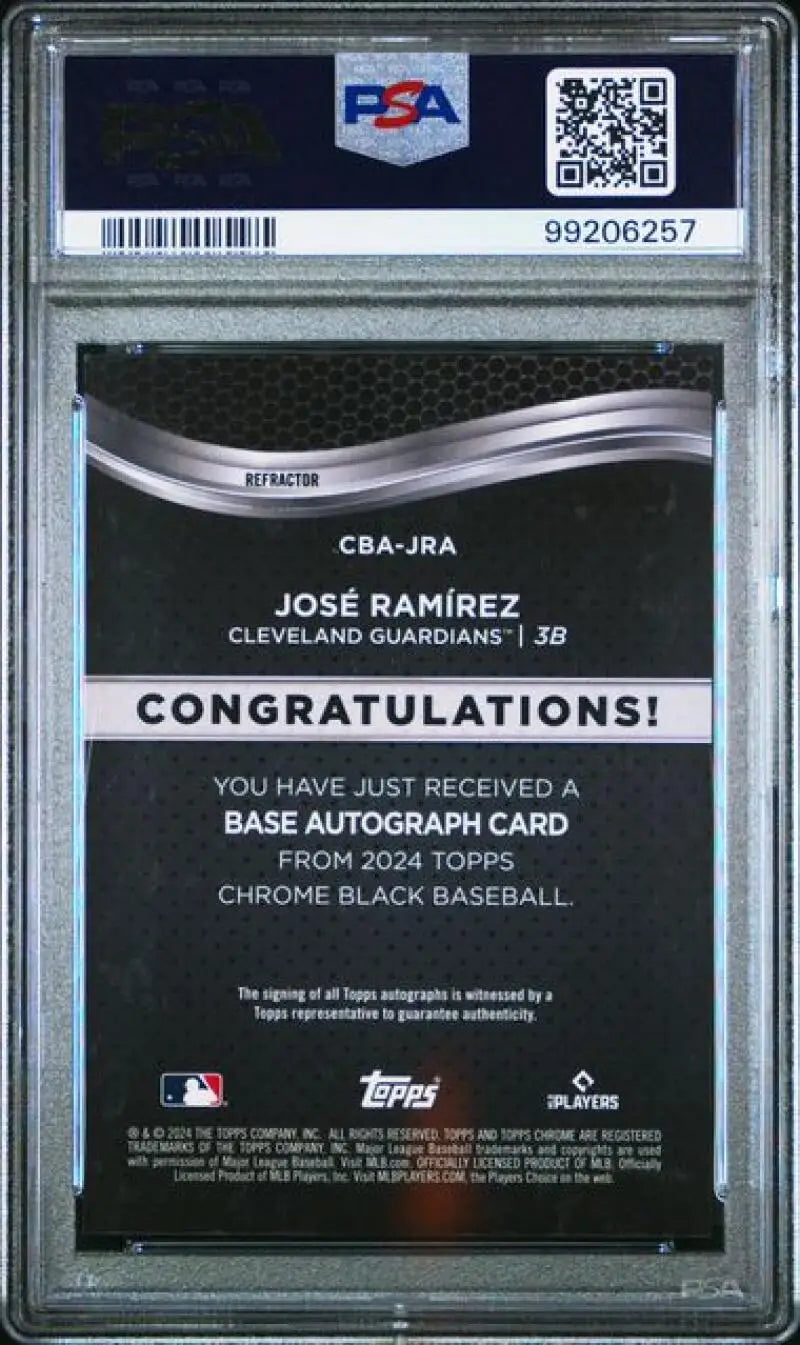 PSA
99206257
REFRACTOR
CBA-JRA
JOSÉ RAMÍREZ
CLEVELAND GUARDIANS™ | 3B
CONGRATULATIONS!
YOU HAVE JUST RECEIVED A
BASE AUTOGRAPH CARD
FROM 2024 TOPPS
CHROME BLACK BASEBALL.
The signing of all Topps autographs is witnessed by a
Topps representative to guarantee authenticity.
Topps
PLAYERS
® & © 2024 THE TOPPS COMPANY, INC. ALL RIGHTS RESERVED. TOPPS AND TOPPS CHROME ARE REGISTERED
TRADEMARKS OF THE TOPPS COMPANY, INC. Major League Baseball trademarks and copyrights are used
with permission of Major League Baseball. Visit MLB.com. OFFICIALLY LICENSED PRODUCT OF MLB. Officially
Licensed Product of MLB Players, Inc. Visit MLBPLAYERS.COM, the Players Choice on the web.
PSA